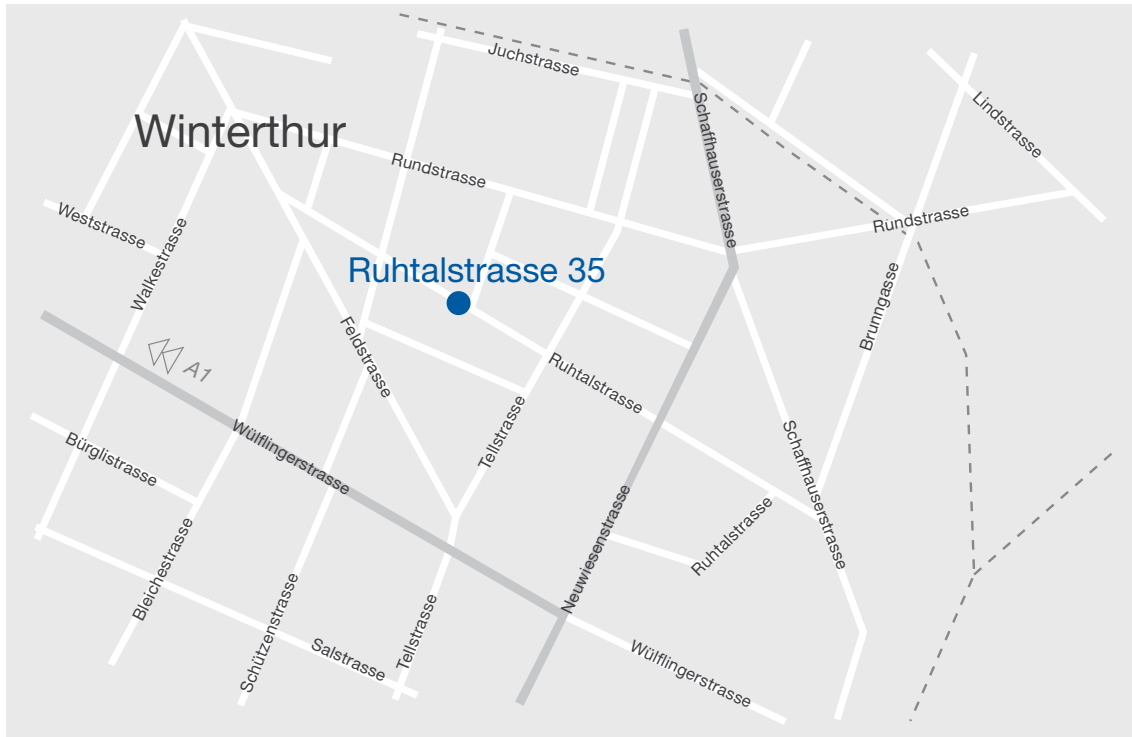 Juchstrasse
Schaffhauserstrasse
Lindstrasse
Winterthur
Rundstrasse
Weststrasse
Rundstrasse
Walkestrasse
Ruhtalstrasse 35
Brunngasse
Feldstrasse
A1
Ruhtalstrasse
Tellstrasse
Wülflingerstrasse
Bürglistrasse
Schaffhauserstrasse
Neuwiesenstrasse
Ruhtalstrasse
Bleichestrasse
Schützenstrasse
Salstrasse
Tellstrasse
Wülflingerstrasse